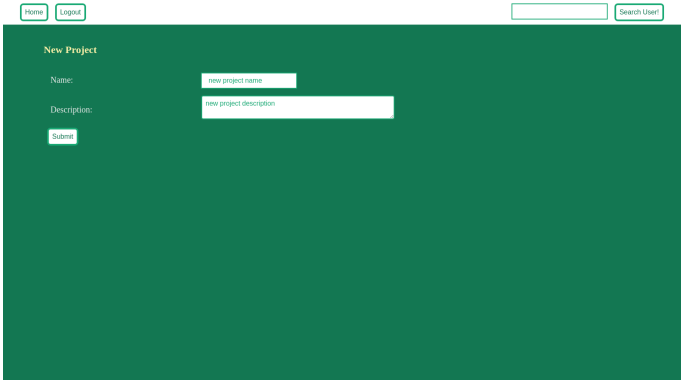 Home Logout Search User!
New Project
Name: new project name
Description: new project description
Submit